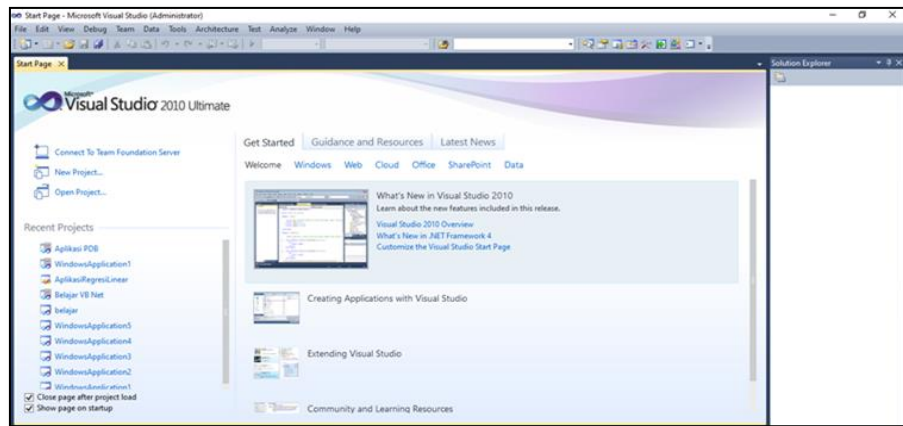 Start Page - Microsoft Visual Studio (Administrator)
File Edit View Debug Team Data Tools Architecture Test Analyze Window Help
Start Page
Solution Explorer
Microsoft
Visual Studio 2010 Ultimate
Connect To Team Foundation Server
New Project...
Open Project...
Recent Projects
Aplikasi PDB
WindowsApplication1
AplikasiRegresiLinear
Belajar VB Net
belajar
WindowsApplication5
WindowsApplication4
WindowsApplication3
WindowsApplication2
WindowsApplication1
Close page after project load
Show page on startup
Get Started Guidance and Resources Latest News
Welcome Windows Web Cloud Office SharePoint Data
What's New in Visual Studio 2010
Learn about the new features included in this release.
Visual Studio 2010 Overview
What's New in .NET Framework 4
Customize the Visual Studio Start Page
Creating Applications with Visual Studio
Extending Visual Studio
Community and Learning Resources